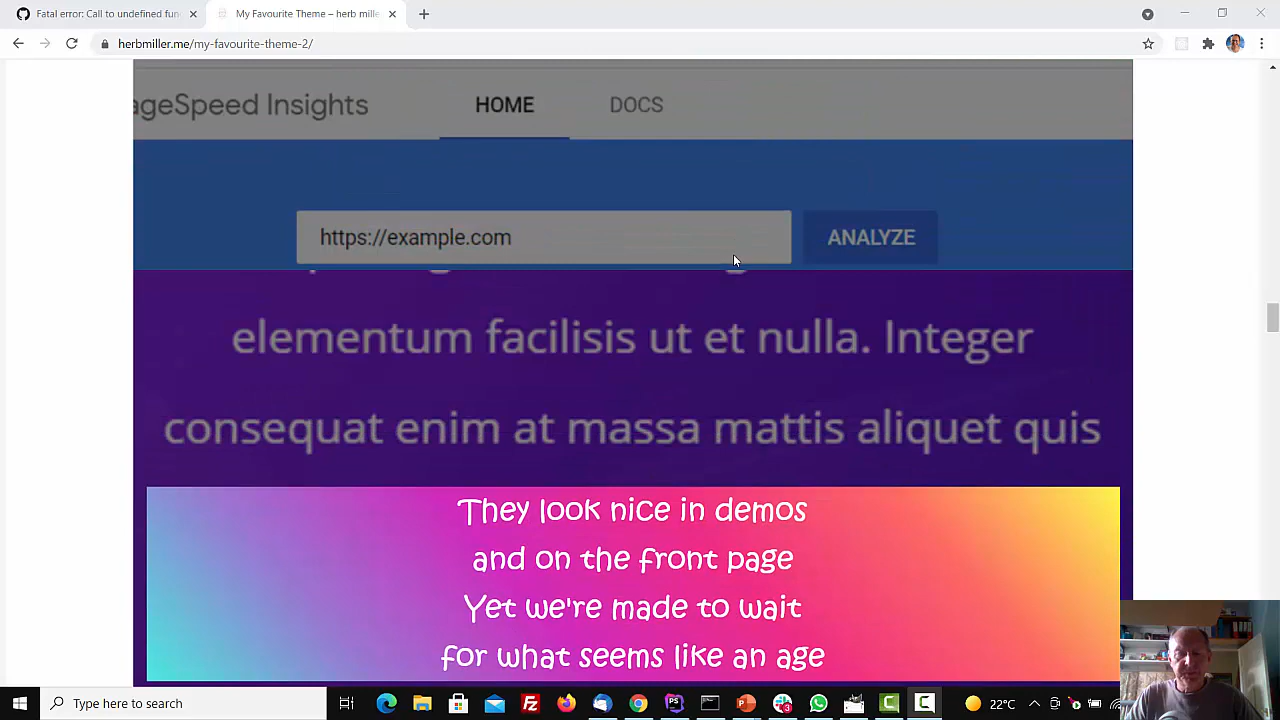 Fatal error: Call to undefined fun
My Favourite Theme – herb mille
herbmiller.me/my-favourite-theme-2/
ageSpeed Insights
HOME
DOCS
https://example.com
ANALYZE
elementum facilisis ut et nulla. Integer
consequat enim at massa mattis aliquet quis
They look nice in demos
and on the front page
Yet we're made to wait
for what seems like an age
Type here to search
22°C